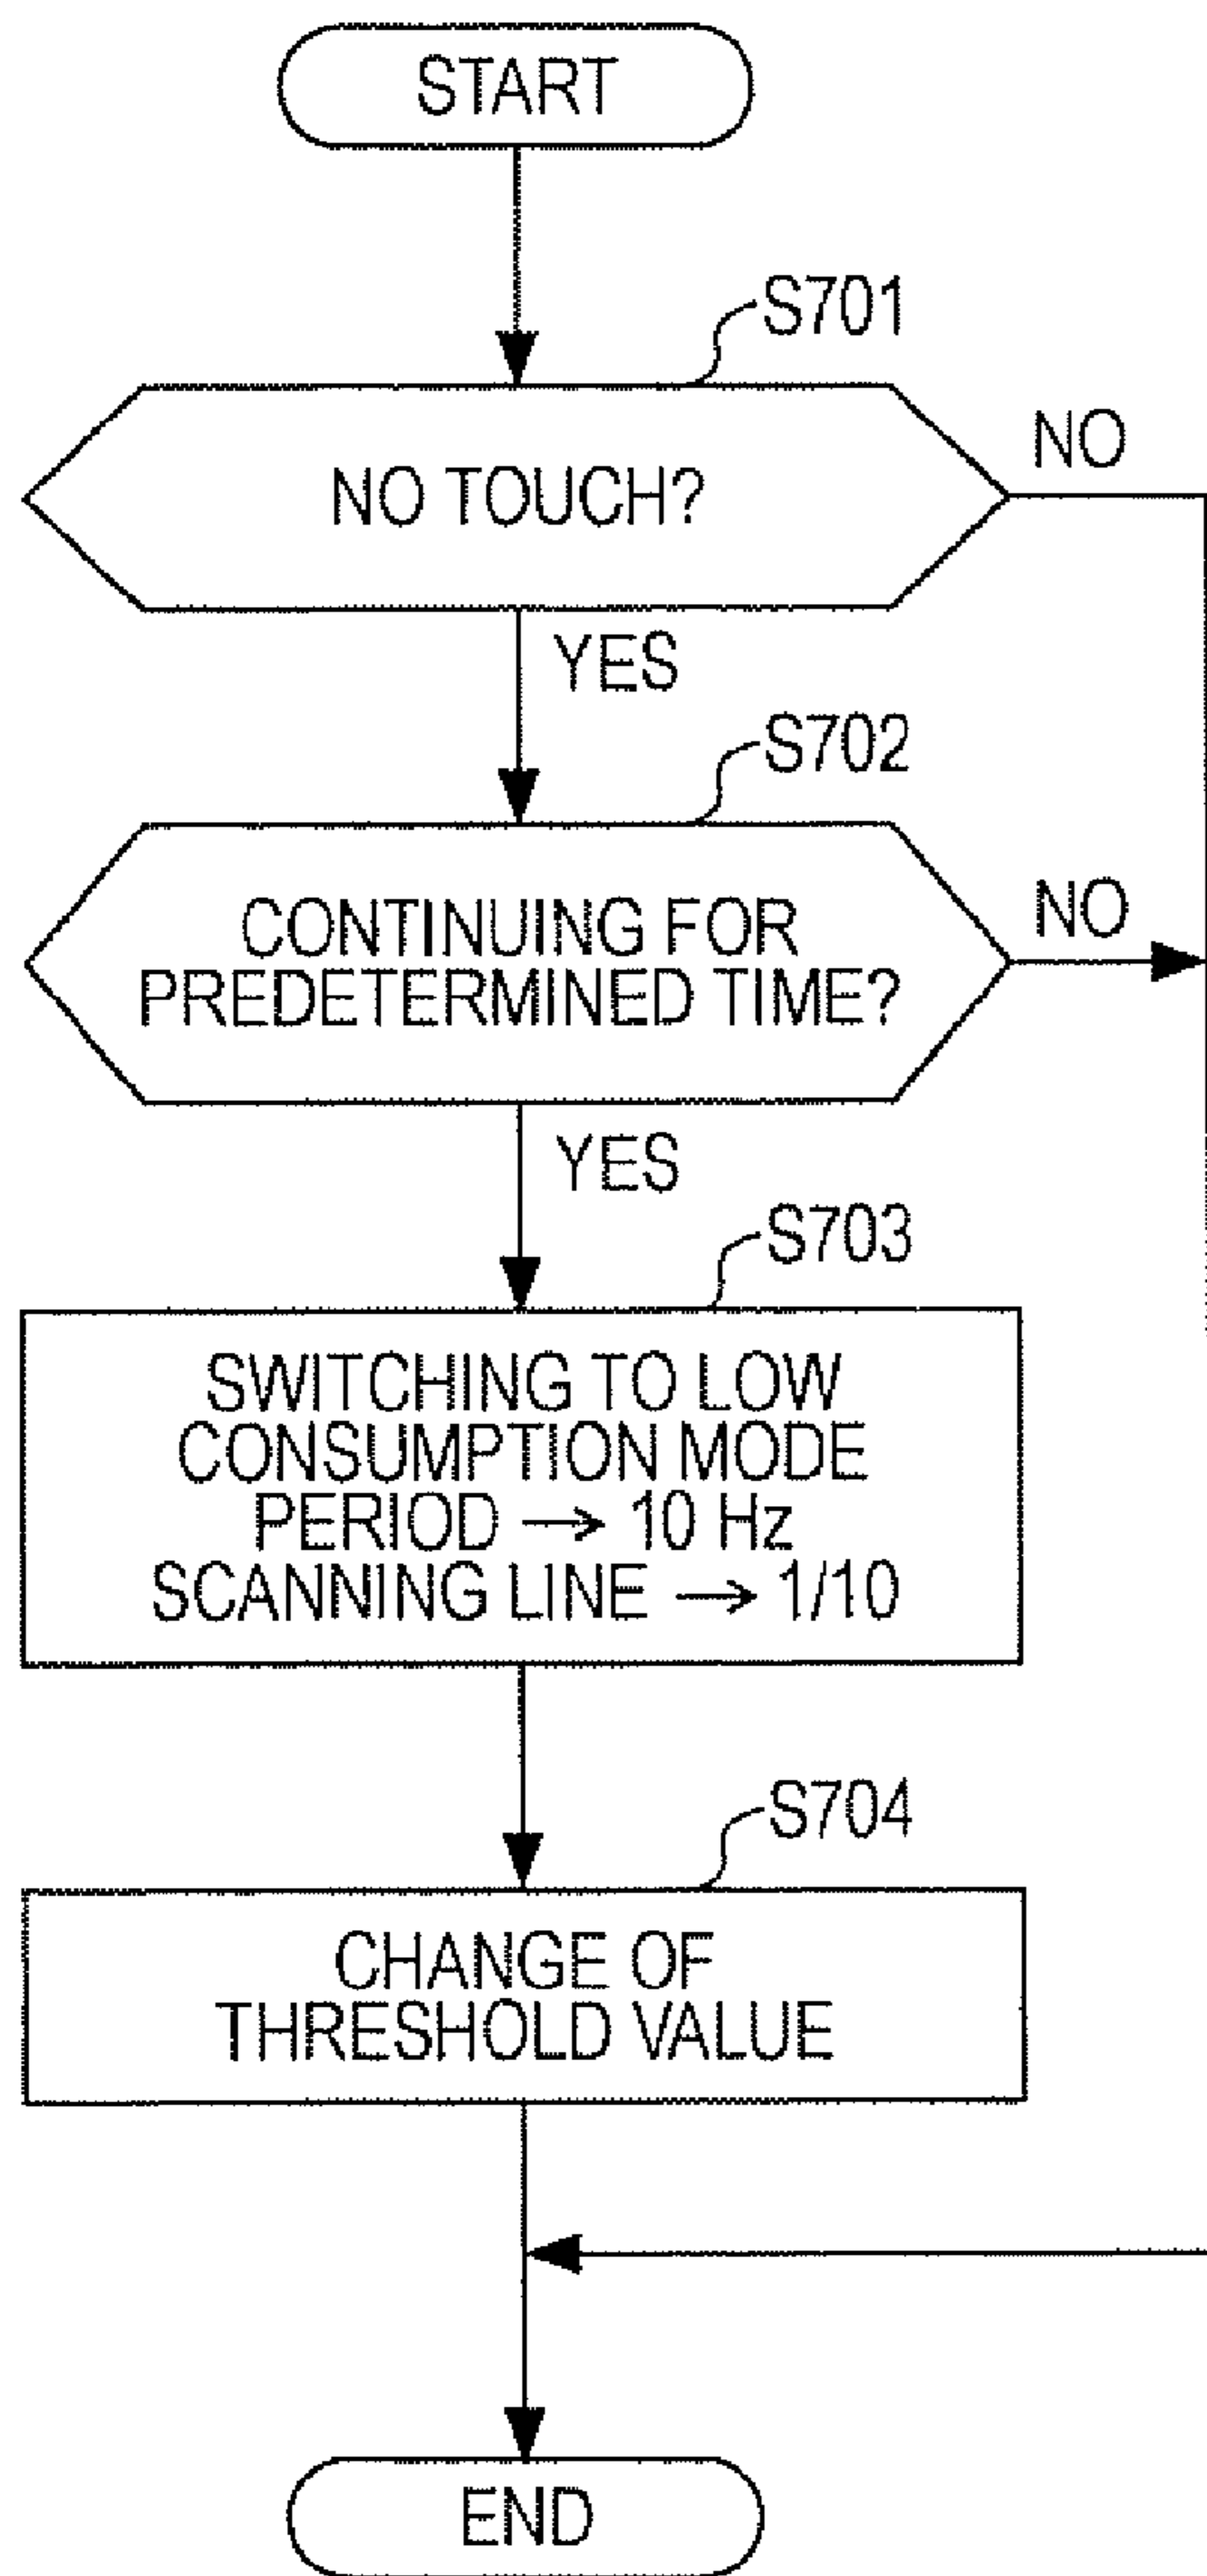 START
S701
NO TOUCH?
NO
YES
S702
CONTINUING FOR
PREDETERMINED TIME?
NO
YES
S703
SWITCHING TO LOW
CONSUMPTION MODE
PERIOD → 10 Hz
SCANNING LINE → 1/10
S704
CHANGE OF
THRESHOLD VALUE
END